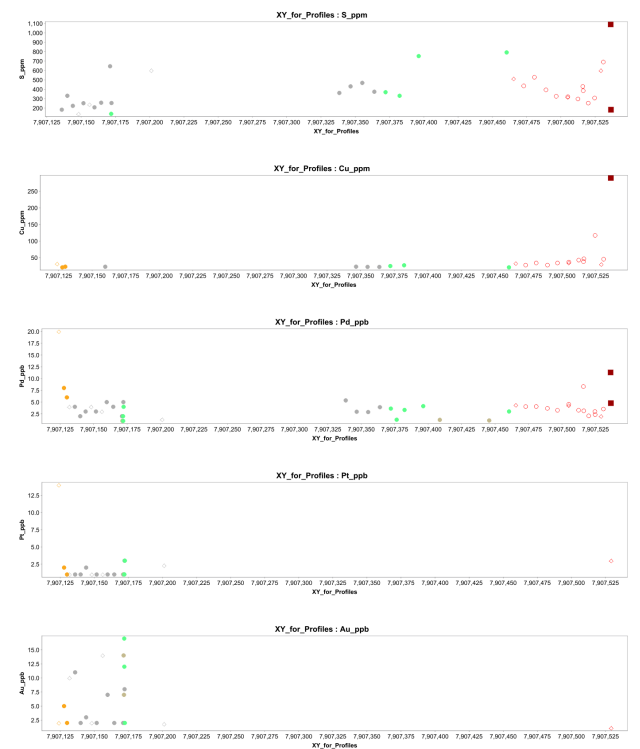 XY_for_Profiles : S_ppm
1,100
1,000
900
800
700
600
500
400
300
200
S_ppm
7,907,125 7,907,150 7,907,175 7,907,200 7,907,225 7,907,250 7,907,275 7,907,300 7,907,325 7,907,350 7,907,375 7,907,400 7,907,425 7,907,450 7,907,475 7,907,500 7,907,525
XY_for_Profiles
XY_for_Profiles : Cu_ppm
250
200
150
100
50
Cu_ppm
7,907,125 7,907,150 7,907,175 7,907,200 7,907,225 7,907,250 7,907,275 7,907,300 7,907,325 7,907,350 7,907,375 7,907,400 7,907,425 7,907,450 7,907,475 7,907,500 7,907,525
XY_for_Profiles
XY_for_Profiles : Pd_ppb
20.0
17.5
15.0
12.5
10.0
7.5
5.0
2.5
Pd_ppb
7,907,125 7,907,150 7,907,175 7,907,200 7,907,225 7,907,250 7,907,275 7,907,300 7,907,325 7,907,350 7,907,375 7,907,400 7,907,425 7,907,450 7,907,475 7,907,500 7,907,525
XY_for_Profiles
XY_for_Profiles : Pt_ppb
12.5
10.0
7.5
5.0
2.5
Pt_ppb
7,907,125 7,907,150 7,907,175 7,907,200 7,907,225 7,907,250 7,907,275 7,907,300 7,907,325 7,907,350 7,907,375 7,907,400 7,907,425 7,907,450 7,907,475 7,907,500 7,907,525
XY_for_Profiles
XY_for_Profiles : Au_ppb
15.0
12.5
10.0
7.5
5.0
2.5
Au_ppb
7,907,125 7,907,150 7,907,175 7,907,200 7,907,225 7,907,250 7,907,275 7,907,300 7,907,325 7,907,350 7,907,375 7,907,400 7,907,425 7,907,450 7,907,475 7,907,500 7,907,525
XY_for_Profiles